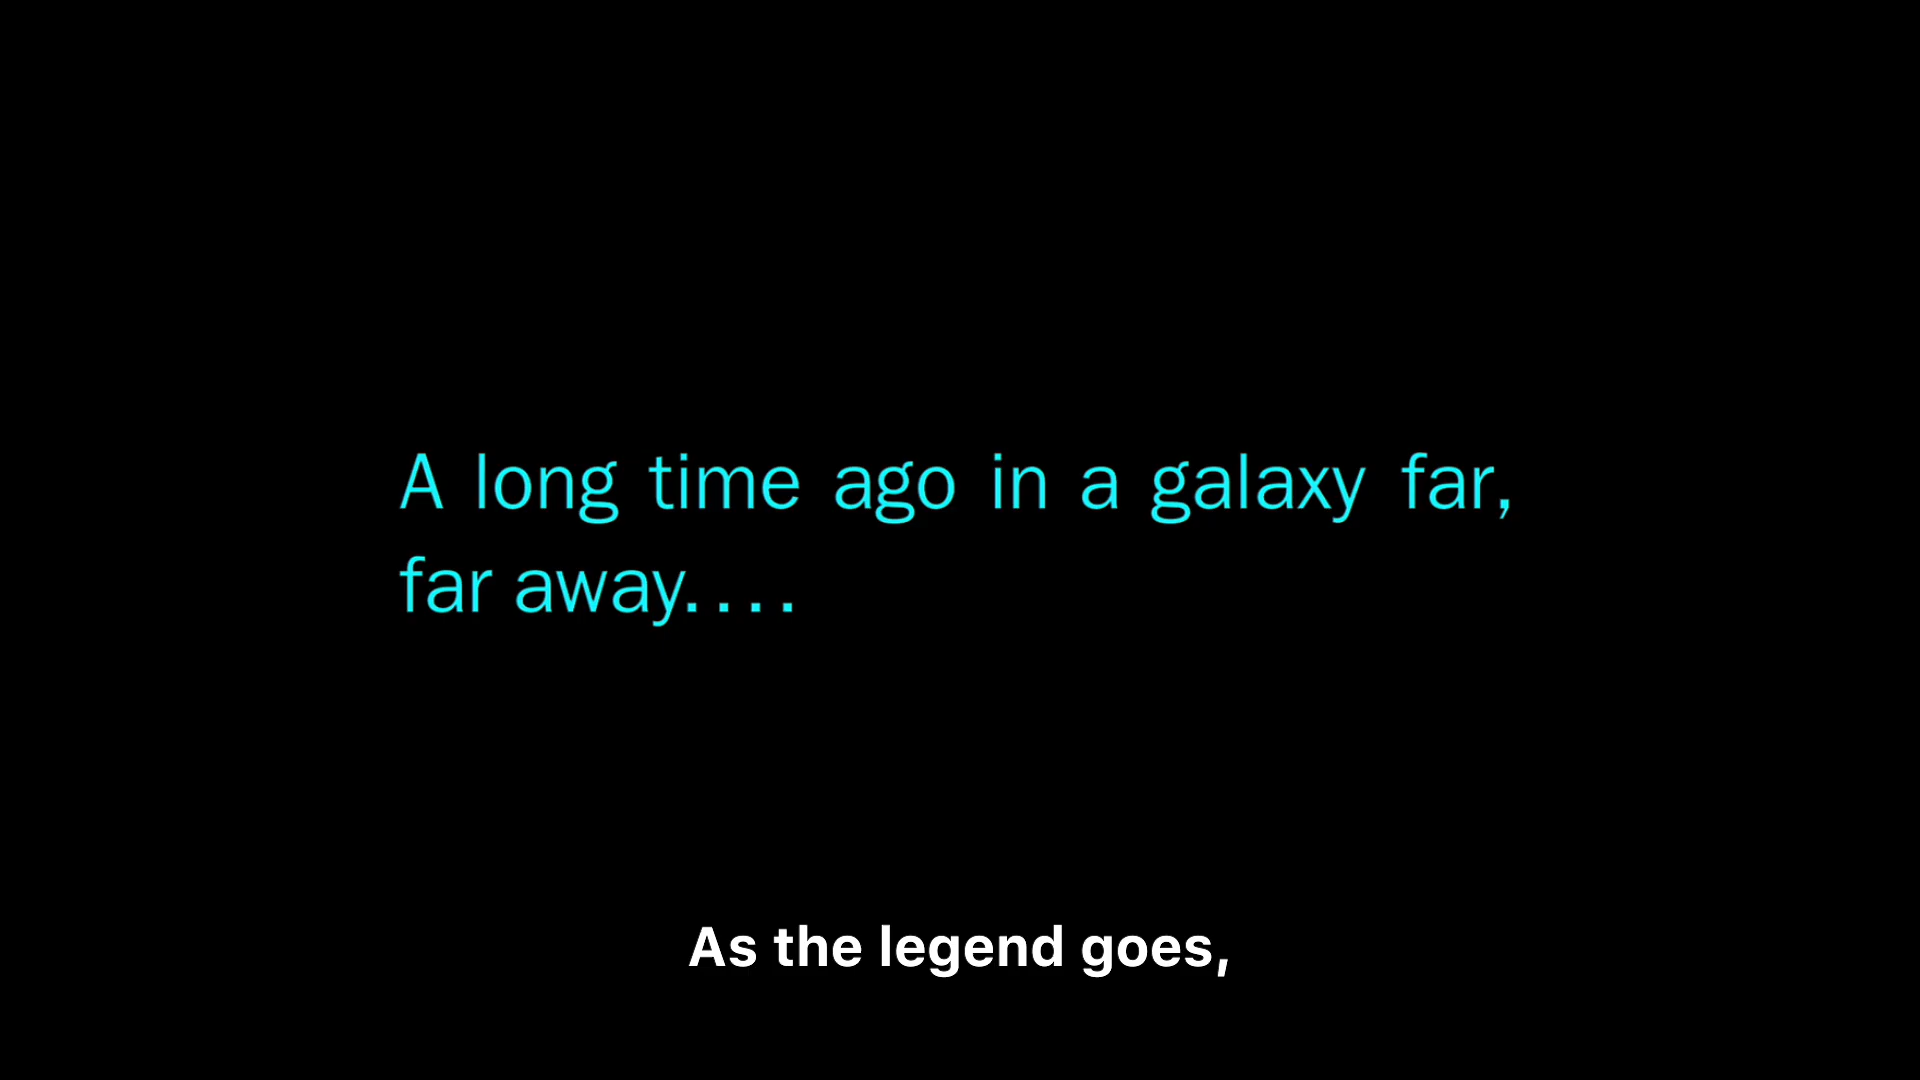 A long time ago in a galaxy far,
far away....
As the legend goes,